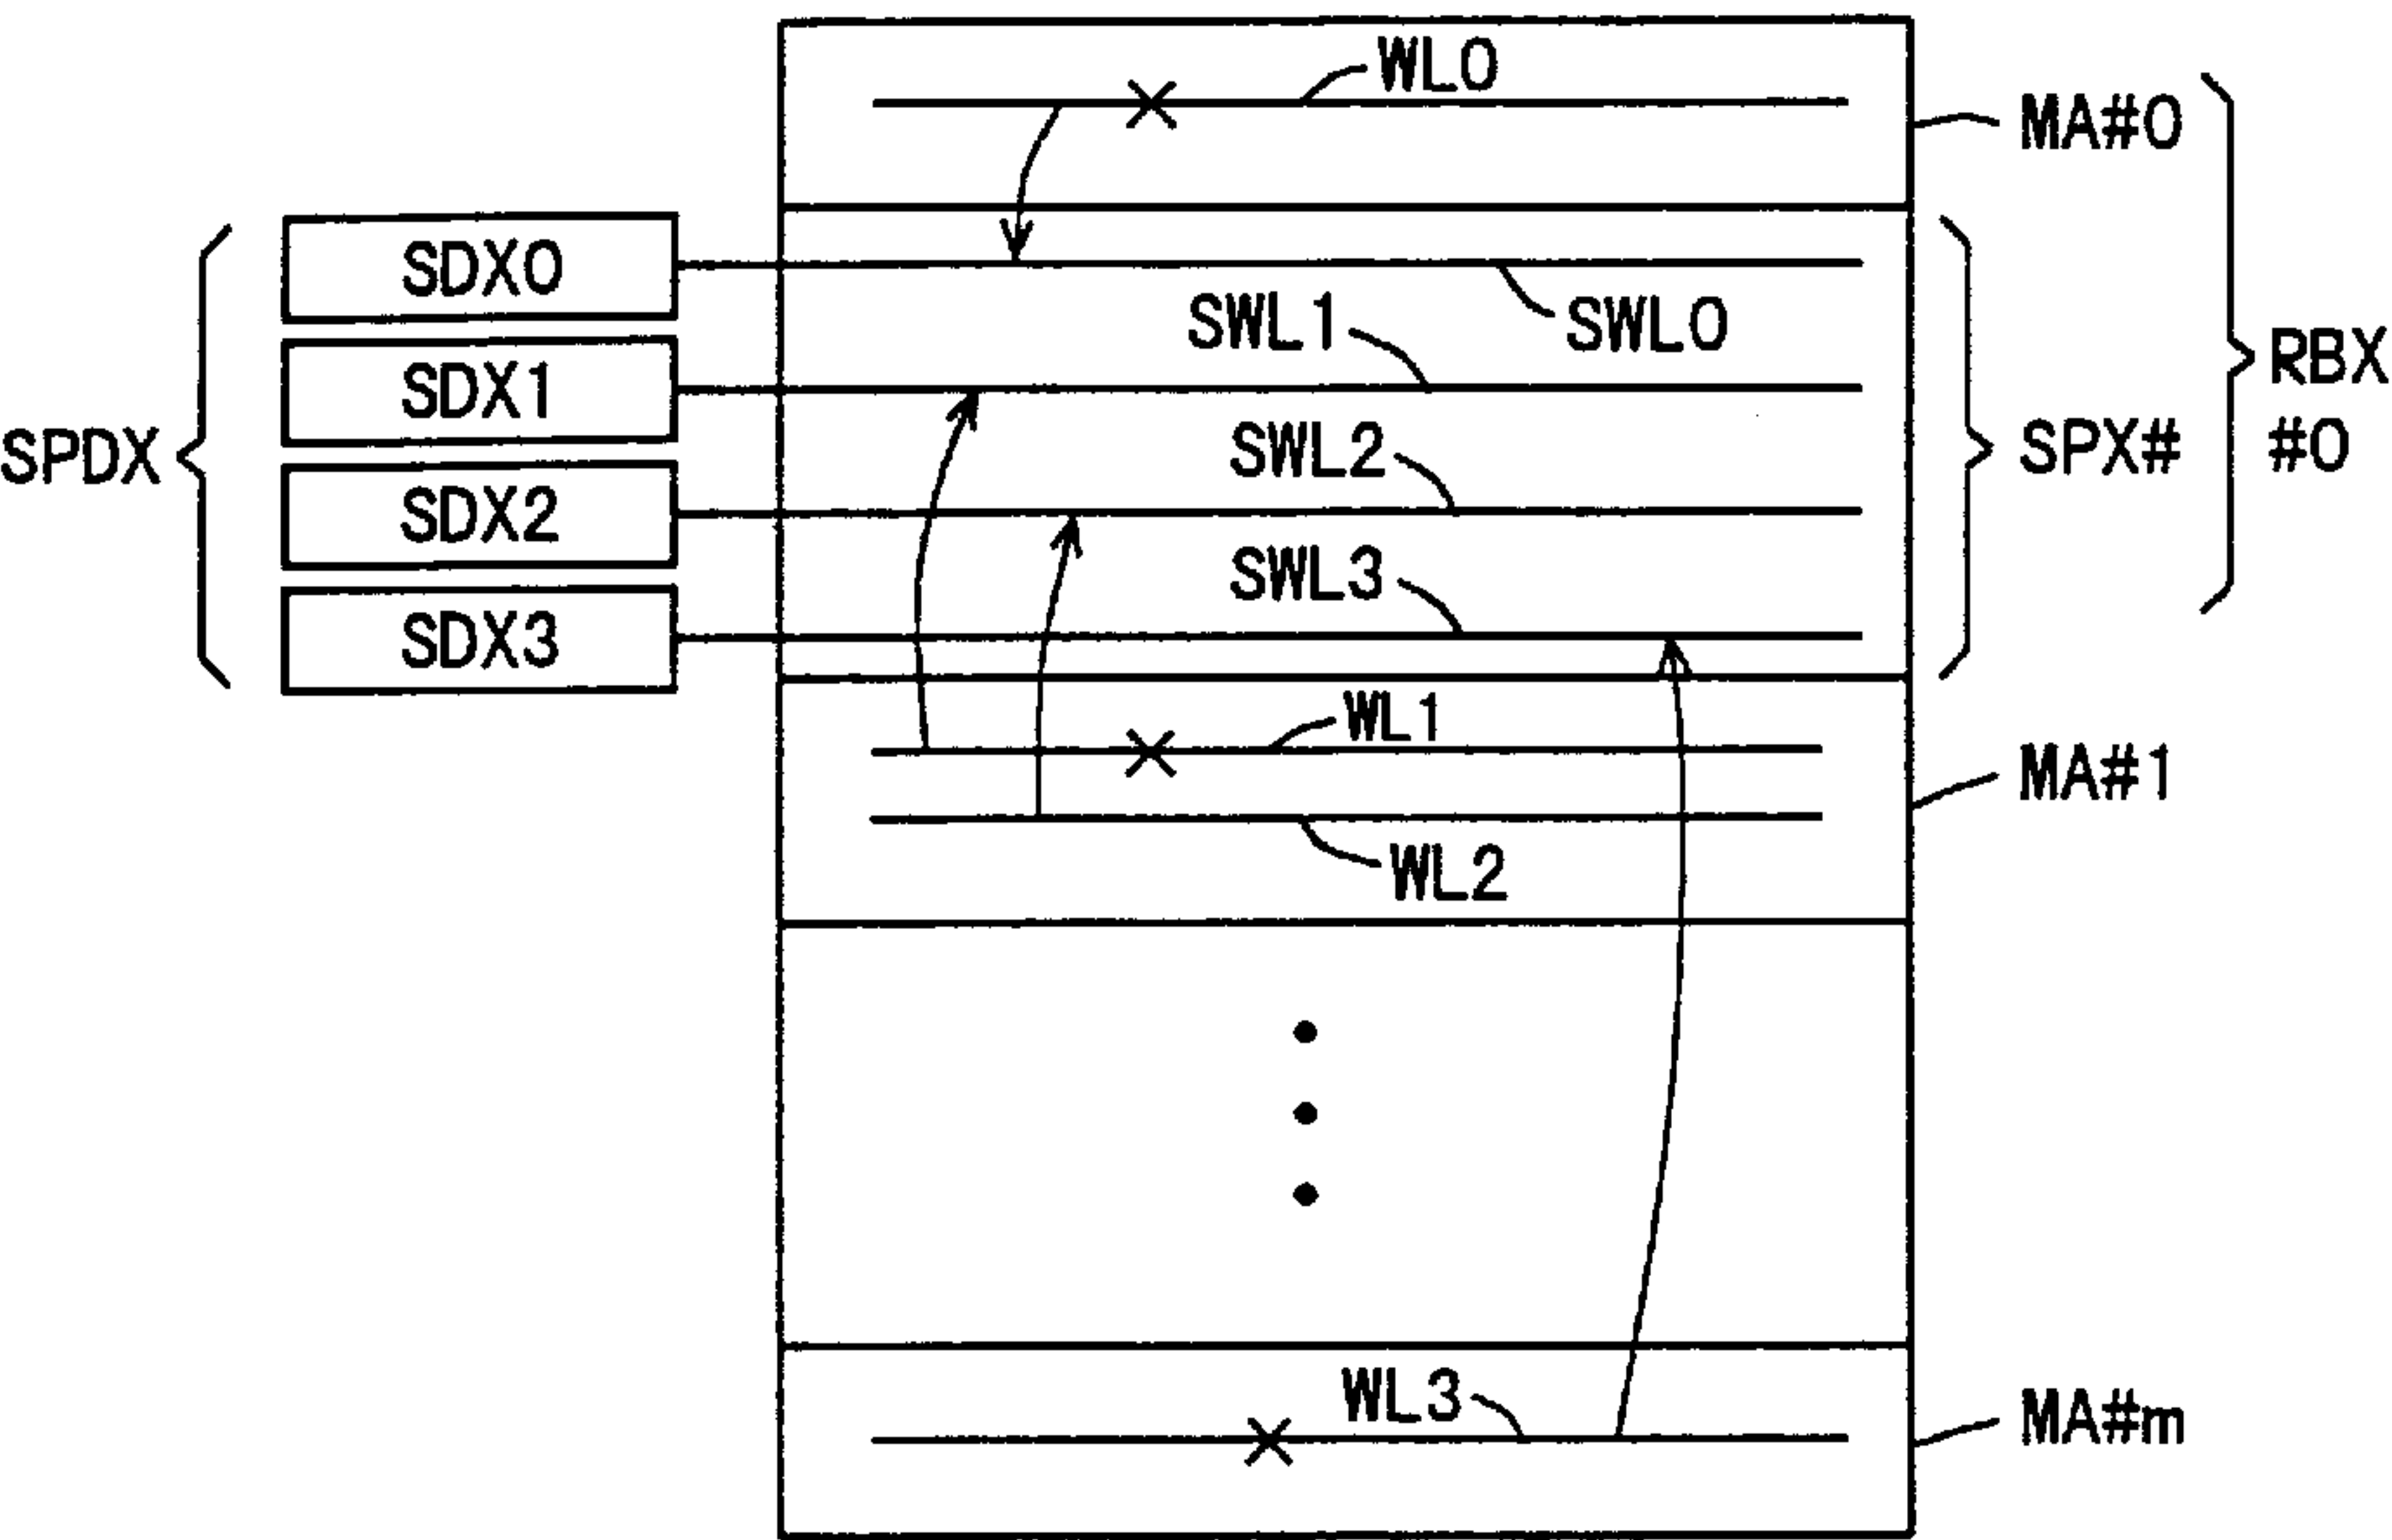 WL0
MA#0
SDX0
SWL1
SWL0
RBX
SDX1
SPDX
SWL2
SPX#
#0
SDX2
SWL3
SDX3
WL1
MA#1
WL2
WL3
MA#m